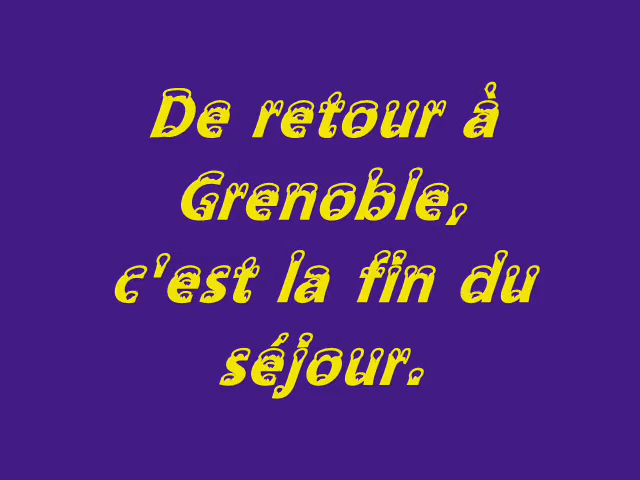 De retour à
Grenoble,
c'est la fin du
séjour.